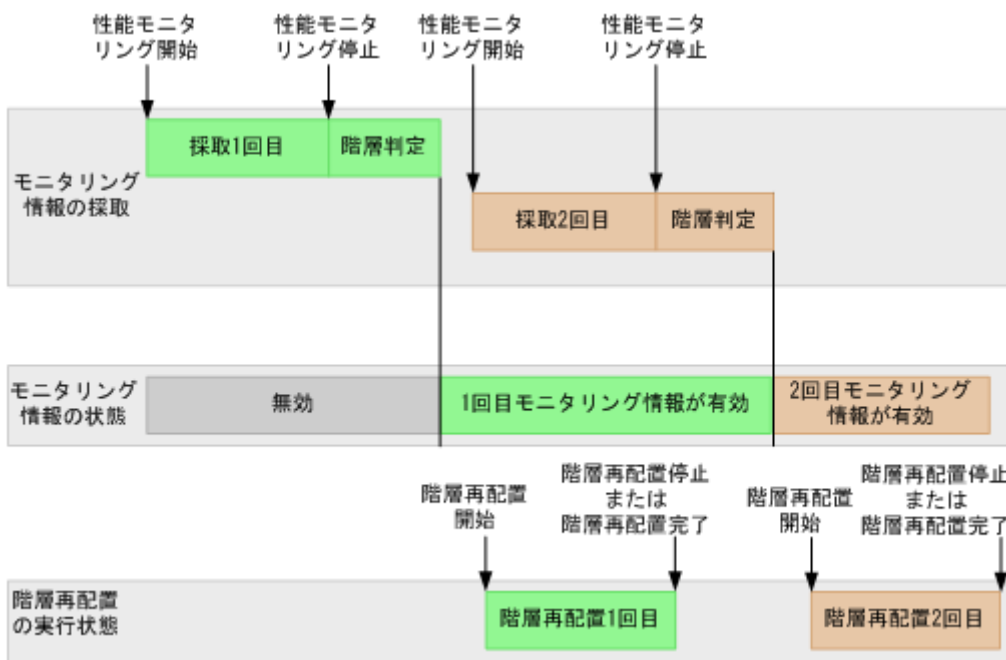 性能モニタ
リング開始
性能モニタ
リング停止
性能モニタ
リング開始
性能モニタ
リング停止
モニタリング
情報の採取
採取1回目
階層判定
採取2回目
階層判定
モニタリング
情報の状態
無効
1回目モニタリング情報が有効
2回目モニタリング
情報が有効
階層再配置
開始
階層再配置停止
または
階層再配置完了
階層再配置
開始
階層再配置停止
または
階層再配置完了
階層再配置
の実行状態
階層再配置1回目
階層再配置2回目